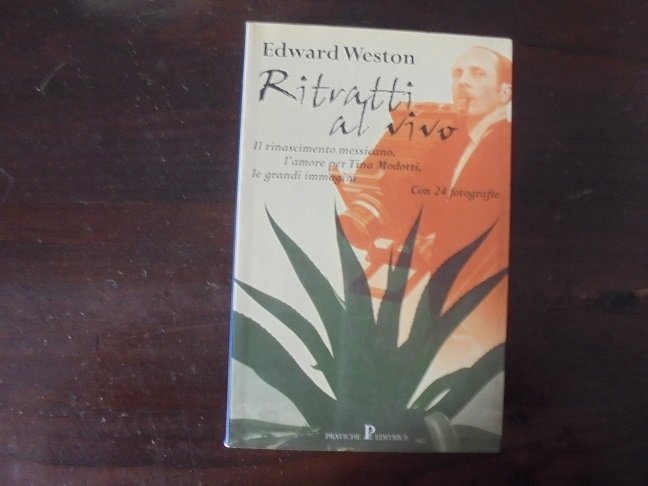 Edward Weston
Ritratti
al vivo
Il rinascimento messicano,
l'amore per Tina Modotti,
le grandi immagini
Con 24 fotografie
PRATICHE P EDITRICE